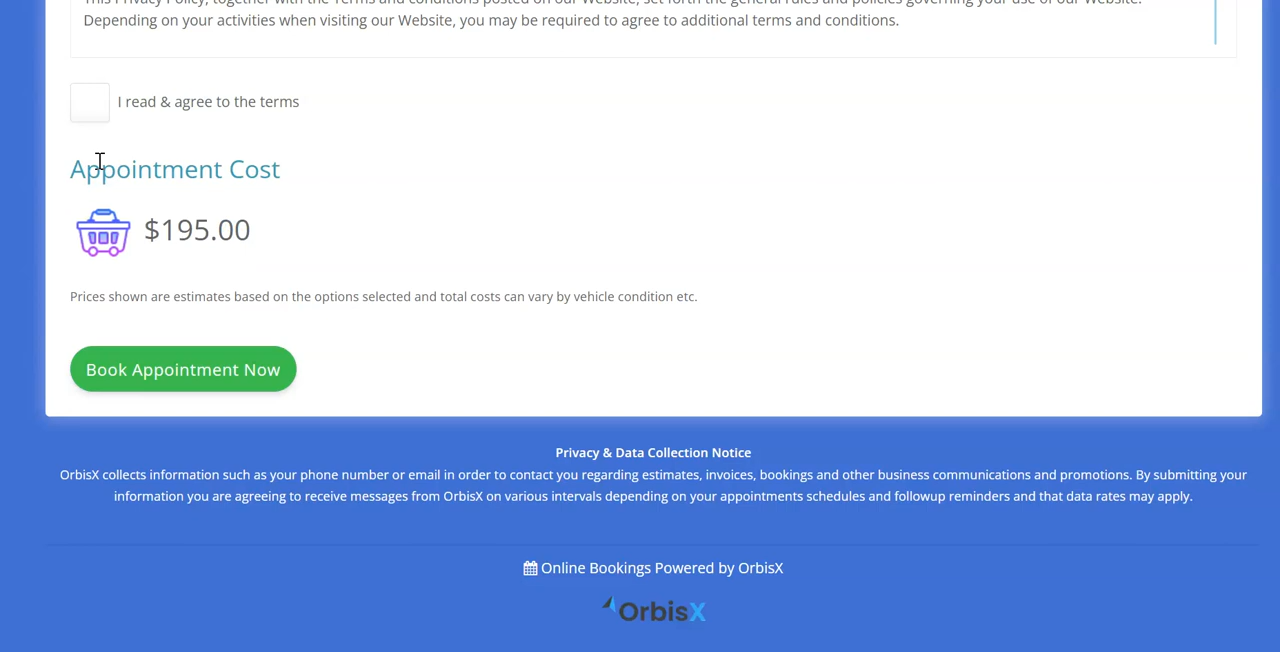 This Privacy Policy, together with the Terms and conditions posted on our Website, set forth the general rules and policies governing your use of our Website.
Depending on your activities when visiting our Website, you may be required to agree to additional terms and conditions.
I read & agree to the terms
Appointment Cost
$195.00
Prices shown are estimates based on the options selected and total costs can vary by vehicle condition etc.
Book Appointment Now
Privacy & Data Collection Notice
OrbisX collects information such as your phone number or email in order to contact you regarding estimates, invoices, bookings and other business communications and promotions. By submitting your
information you are agreeing to receive messages from OrbisX on various intervals depending on your appointments schedules and followup reminders and that data rates may apply.
Online Bookings Powered by OrbisX
OrbisX